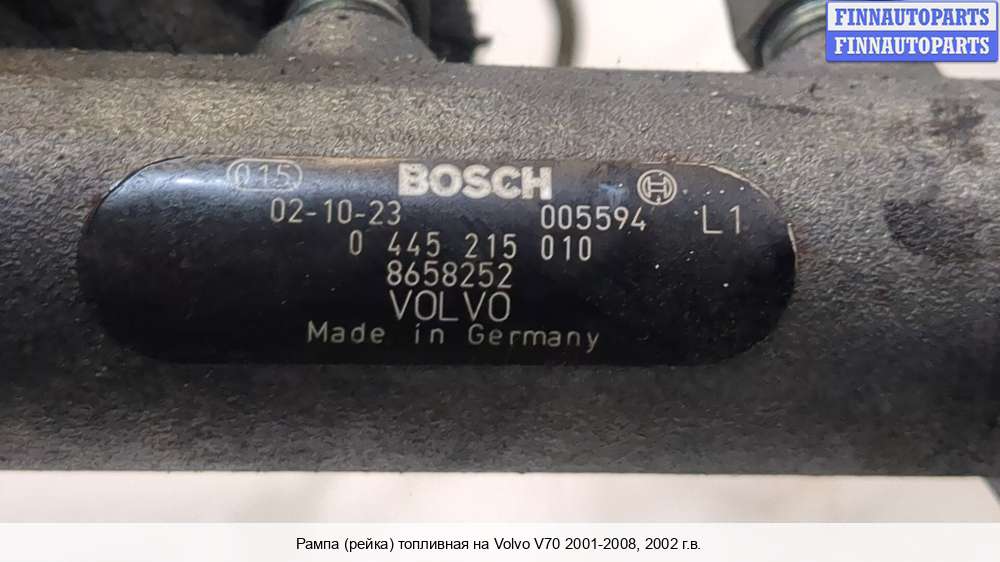 FINNAUTOPARTS
FINNAUTOPARTS
015 BOSCH
02-10-23 005594 L1
0 445 215 010
8658252
VOLVO
Made in Germany
Рампа (рейка) топливная на Volvo V70 2001-2008, 2002 г.в.